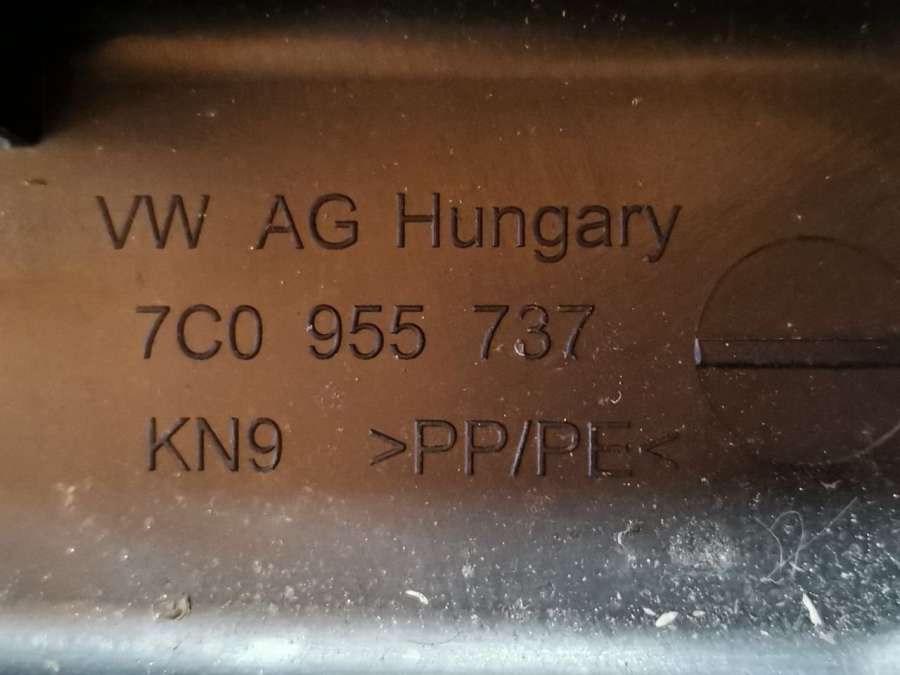 VW AG Hungary
7C0 955 737
KN9 >PP/PE<